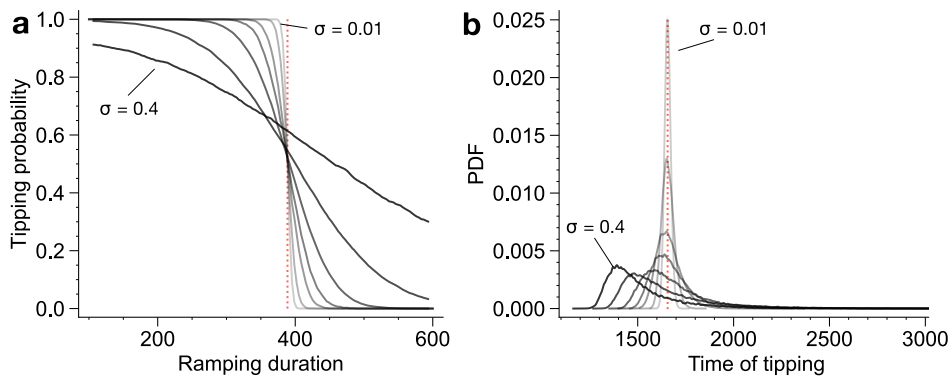 a
b
1.0
0.8
0.6
0.4
0.2
0.0
Tipping probability
σ = 0.01
σ = 0.4
200
400
600
Ramping duration
0.025
0.020
0.015
0.010
0.005
0.000
PDF
σ = 0.01
σ = 0.4
1500
2000
2500
3000
Time of tipping